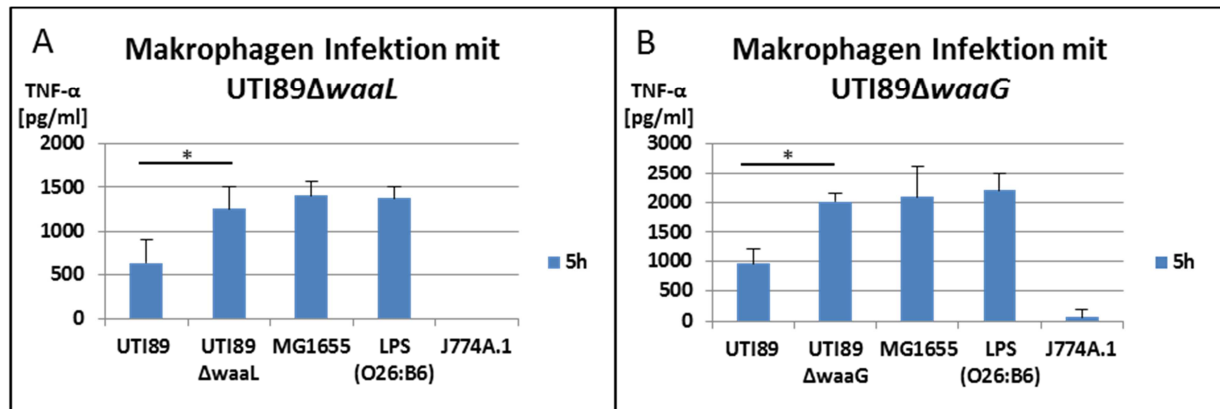 A
Makrophagen Infektion mit
UTI89ΔwaaL
TNF-α
[pg/ml]
2000
1500
1000
500
0
*
UTI89
UTI89
ΔwaaL
MG1655
LPS
(O26:B6)
J774A.1
5h
B
Makrophagen Infektion mit
UTI89ΔwaaG
TNF-α
[pg/ml]
3000
2500
2000
1500
1000
500
0
*
UTI89
UTI89
ΔwaaG
MG1655
LPS
(O26:B6)
J774A.1
5h